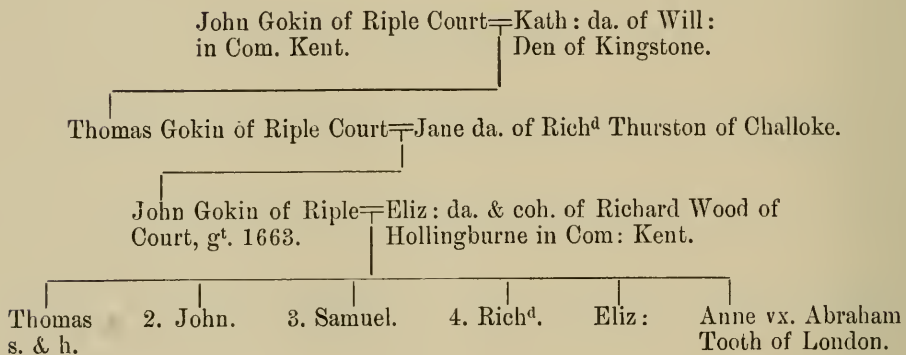 John Gokin of Riple Court=Kath : da. of Will :
in Com. Kent. Den of Kingstone.
Thomas Gokin of Riple Court=Jane da. of Richᵈ Thurston of Challoke.
John Gokin of Riple=Eliz : da. & coh. of Richard Wood of
Court, gᵗ. 1663. Hollingburne in Com: Kent.
Thomas 2. John. 3. Samuel. 4. Richᵈ. Eliz : Anne vx. Abraham
s. & h. Tooth of London.